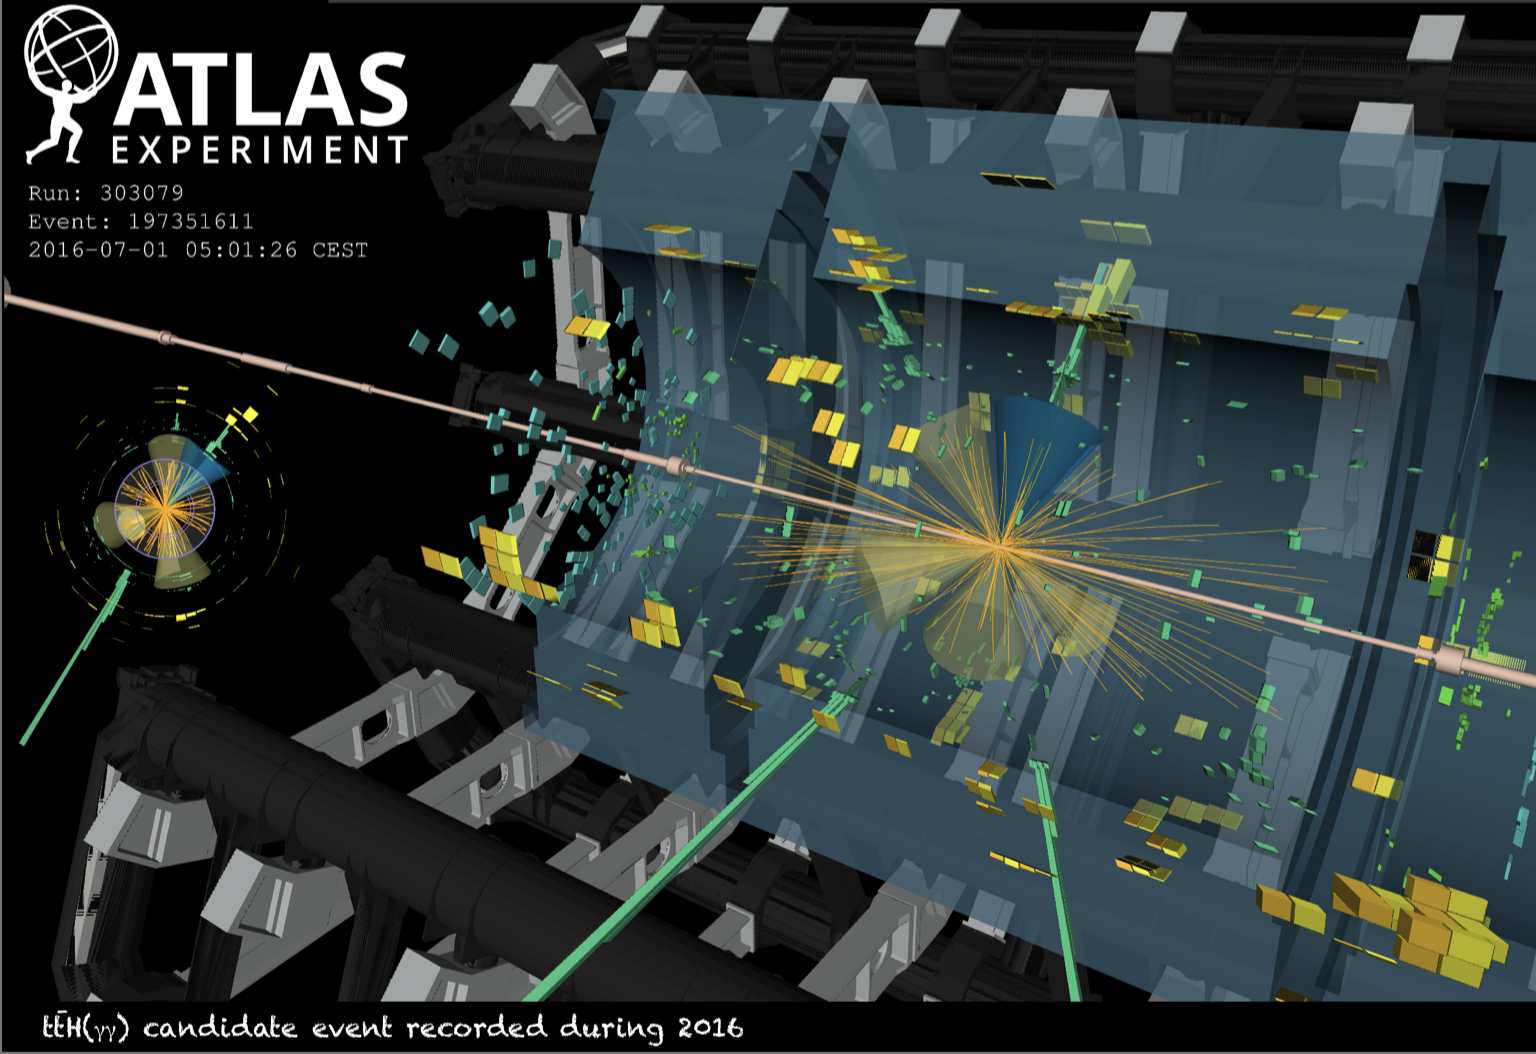 ATLAS
EXPERIMENT
Run: 303079
Event: 197351611
2016-07-01 05:01:26 CEST
tt̄H(γγ) candidate event recorded during 2016